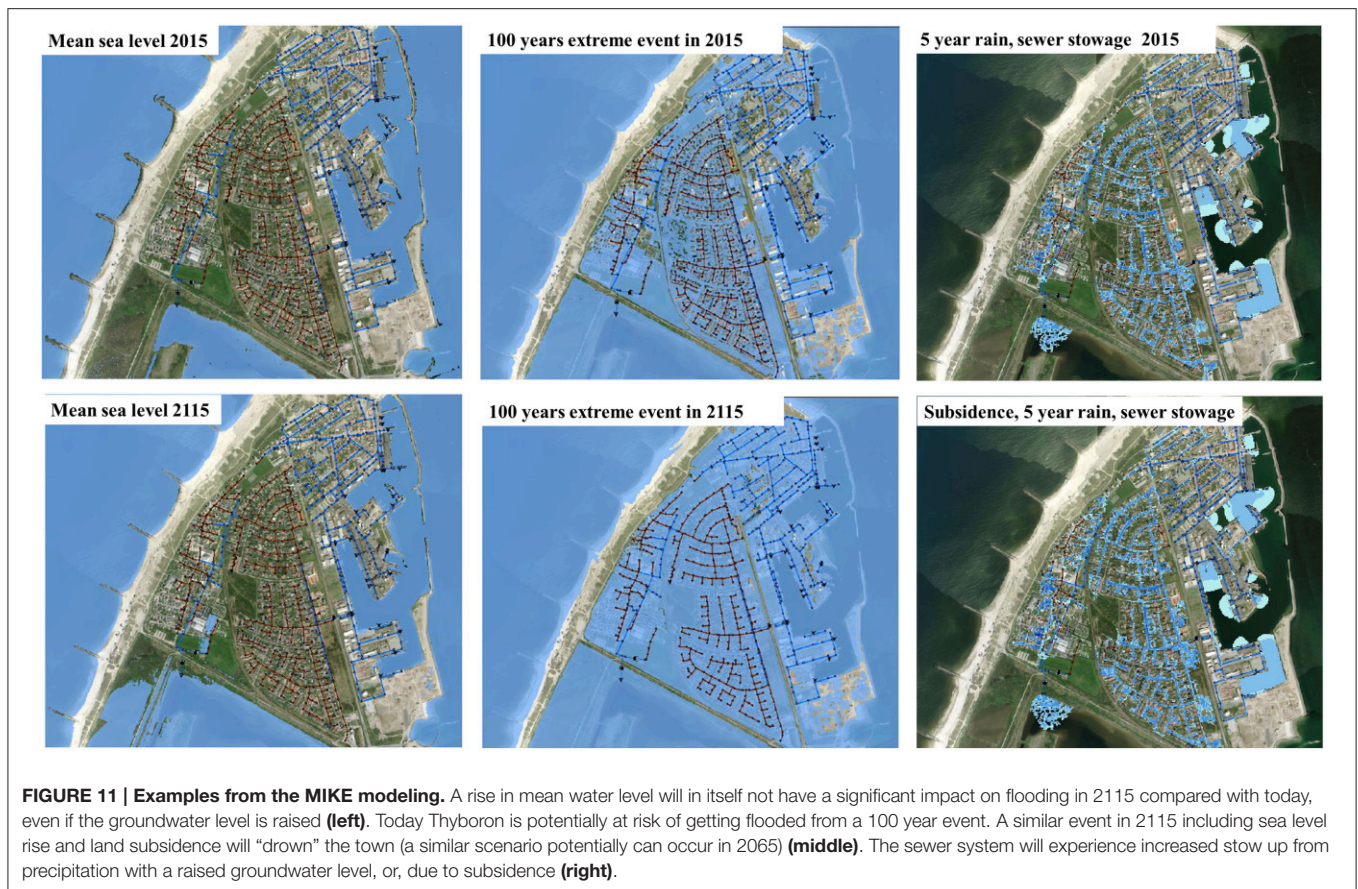 Mean sea level 2015
100 years extreme event in 2015
5 year rain, sewer stowage 2015
Mean sea level 2115
100 years extreme event in 2115
Subsidence, 5 year rain, sewer stowage
FIGURE 11 | Examples from the MIKE modeling. A rise in mean water level will in itself not have a significant impact on flooding in 2115 compared with today,
even if the groundwater level is raised (left). Today Thyboron is potentially at risk of getting flooded from a 100 year event. A similar event in 2115 including sea level
rise and land subsidence will “drown” the town (a similar scenario potentially can occur in 2065) (middle). The sewer system will experience increased stow up from
precipitation with a raised groundwater level, or, due to subsidence (right).